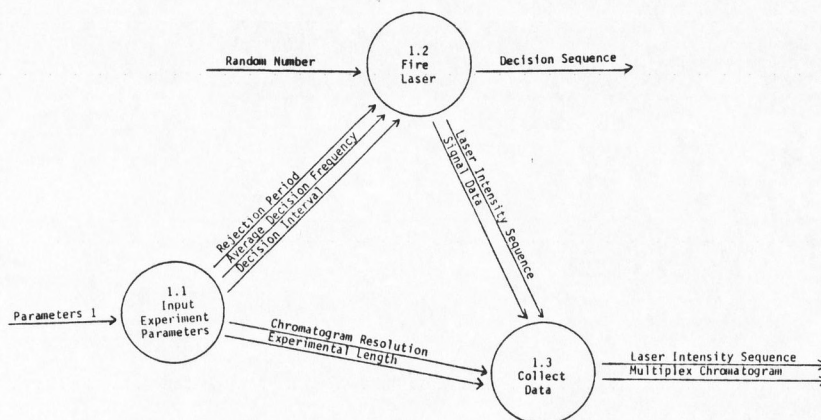 1.2
Fire
Laser
Random Number
Decision Sequence
Rejection Period
Average Decision Frequency
Decision Interval
Laser Intensity Sequence
Signal Data
1.1
Input
Experiment
Parameters
Parameters 1
Chromatogram Resolution
Experimental Length
1.3
Collect
Data
Laser Intensity Sequence
Multiplex Chromatogram